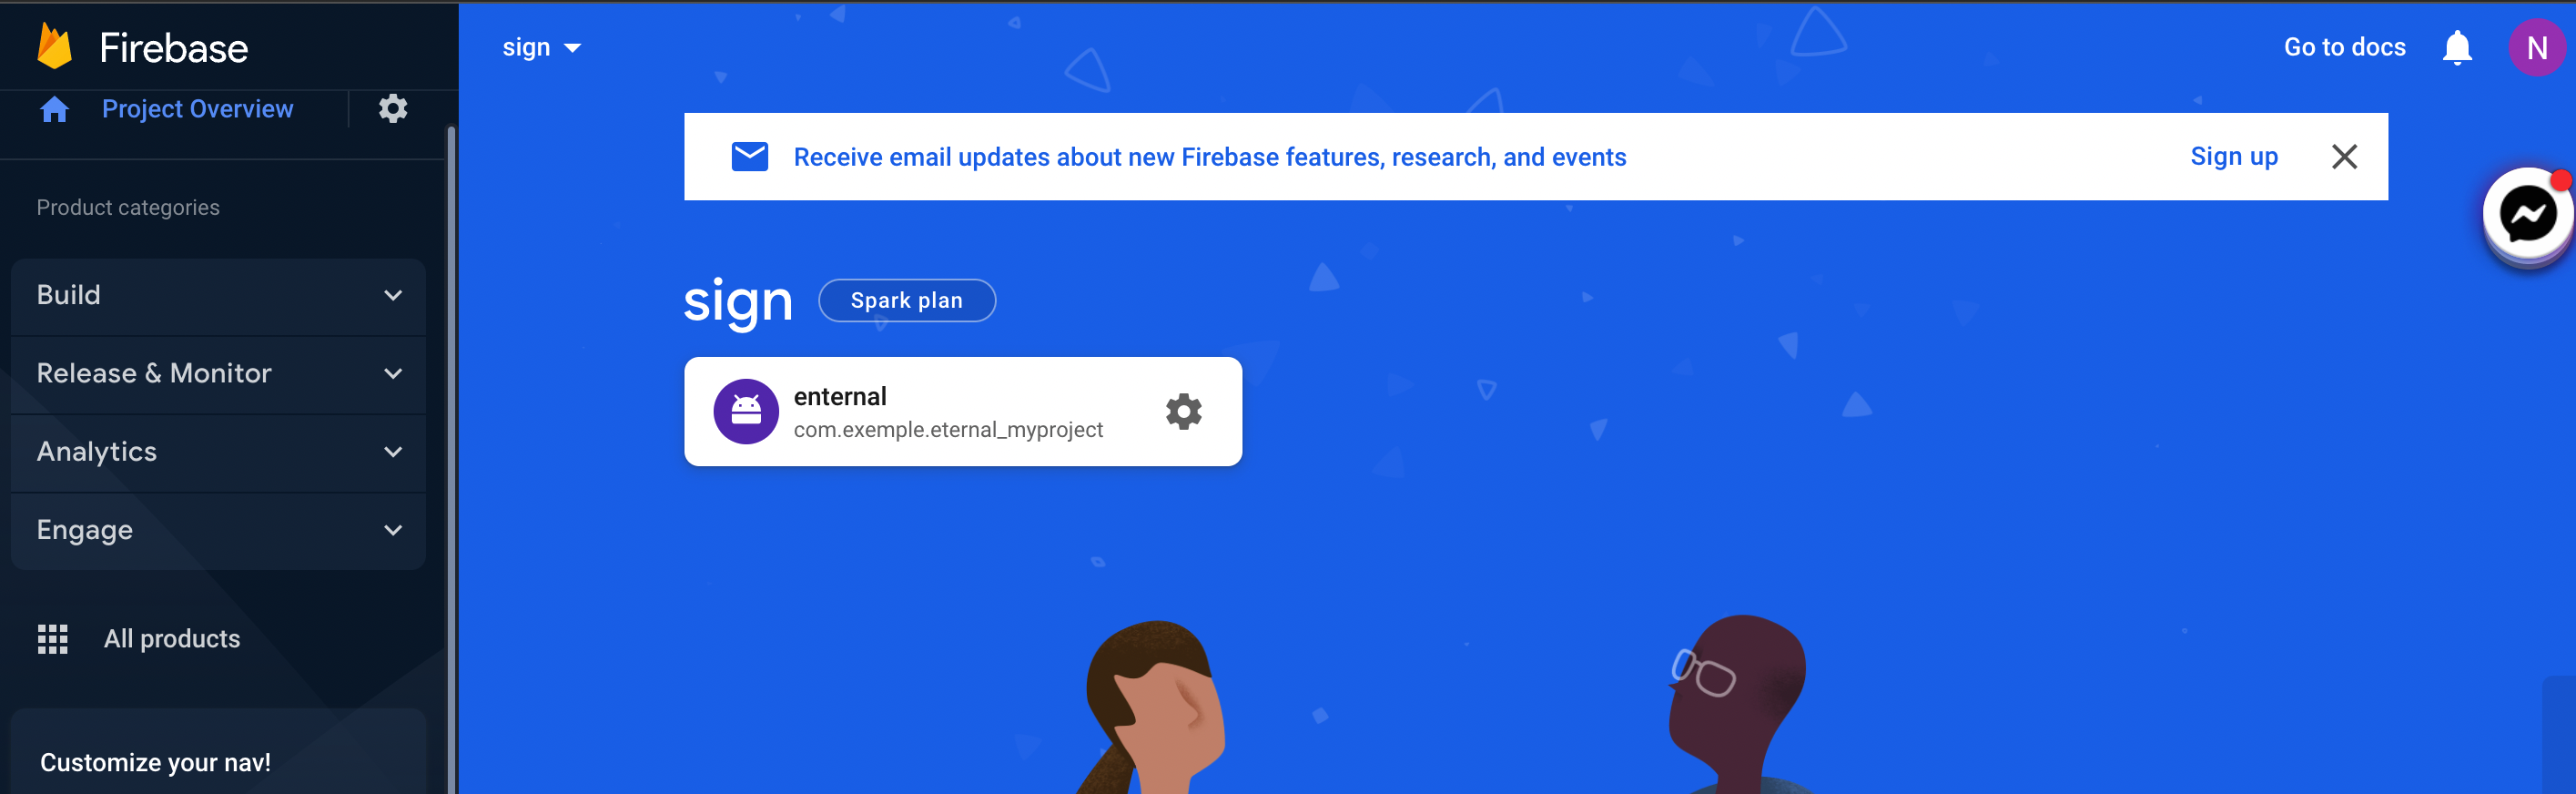 Firebase
sign
Go to docs
N
Project Overview
Receive email updates about new Firebase features, research, and events
Sign up
Product categories
Build
Release & Monitor
Analytics
Engage
All products
Customize your nav!
sign
Spark plan
enternal
com.exemple.eternal_myproject